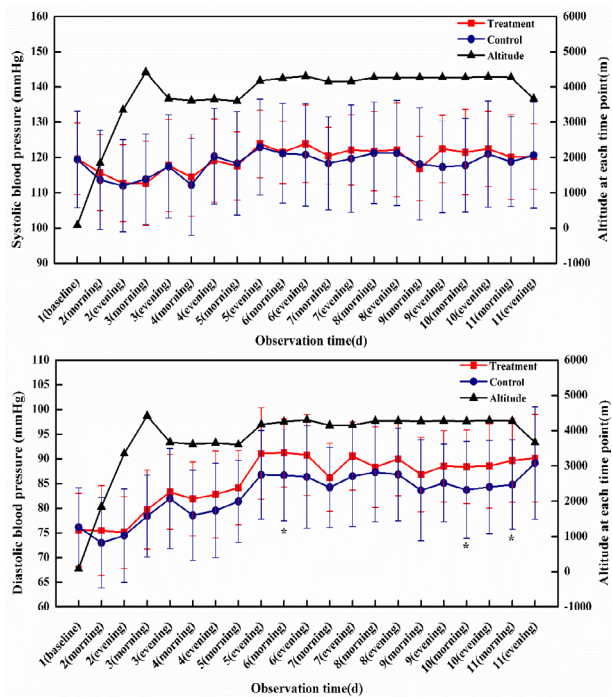 Systolic blood pressure (mmHg)
160
150
140
130
120
110
100
90
6000
5000
4000
3000
2000
1000
0
-1000
Altitude at each time point(m)
Treatment
Control
Altitude
1(baseline)
2(morning)
2(evening)
3(morning)
3(evening)
4(morning)
4(evening)
5(morning)
5(evening)
6(morning)
6(evening)
7(morning)
7(evening)
8(morning)
8(evening)
9(morning)
9(evening)
10(morning)
10(evening)
11(morning)
11(evening)
Observation time(d)
Diastolic blood pressure (mmHg)
110
105
100
95
90
85
80
75
70
65
60
6000
5000
4000
3000
2000
1000
0
-1000
Altitude at each time point(m)
Treatment
Control
Altitude
*
*
*
1(baseline)
2(morning)
2(evening)
3(morning)
3(evening)
4(morning)
4(evening)
5(morning)
5(evening)
6(morning)
6(evening)
7(morning)
7(evening)
8(morning)
8(evening)
9(morning)
9(evening)
10(morning)
10(evening)
11(morning)
11(evening)
Observation time(d)